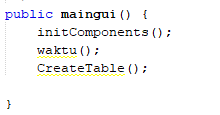 public maingui() {
initComponents();
waktu();
CreateTable();
}